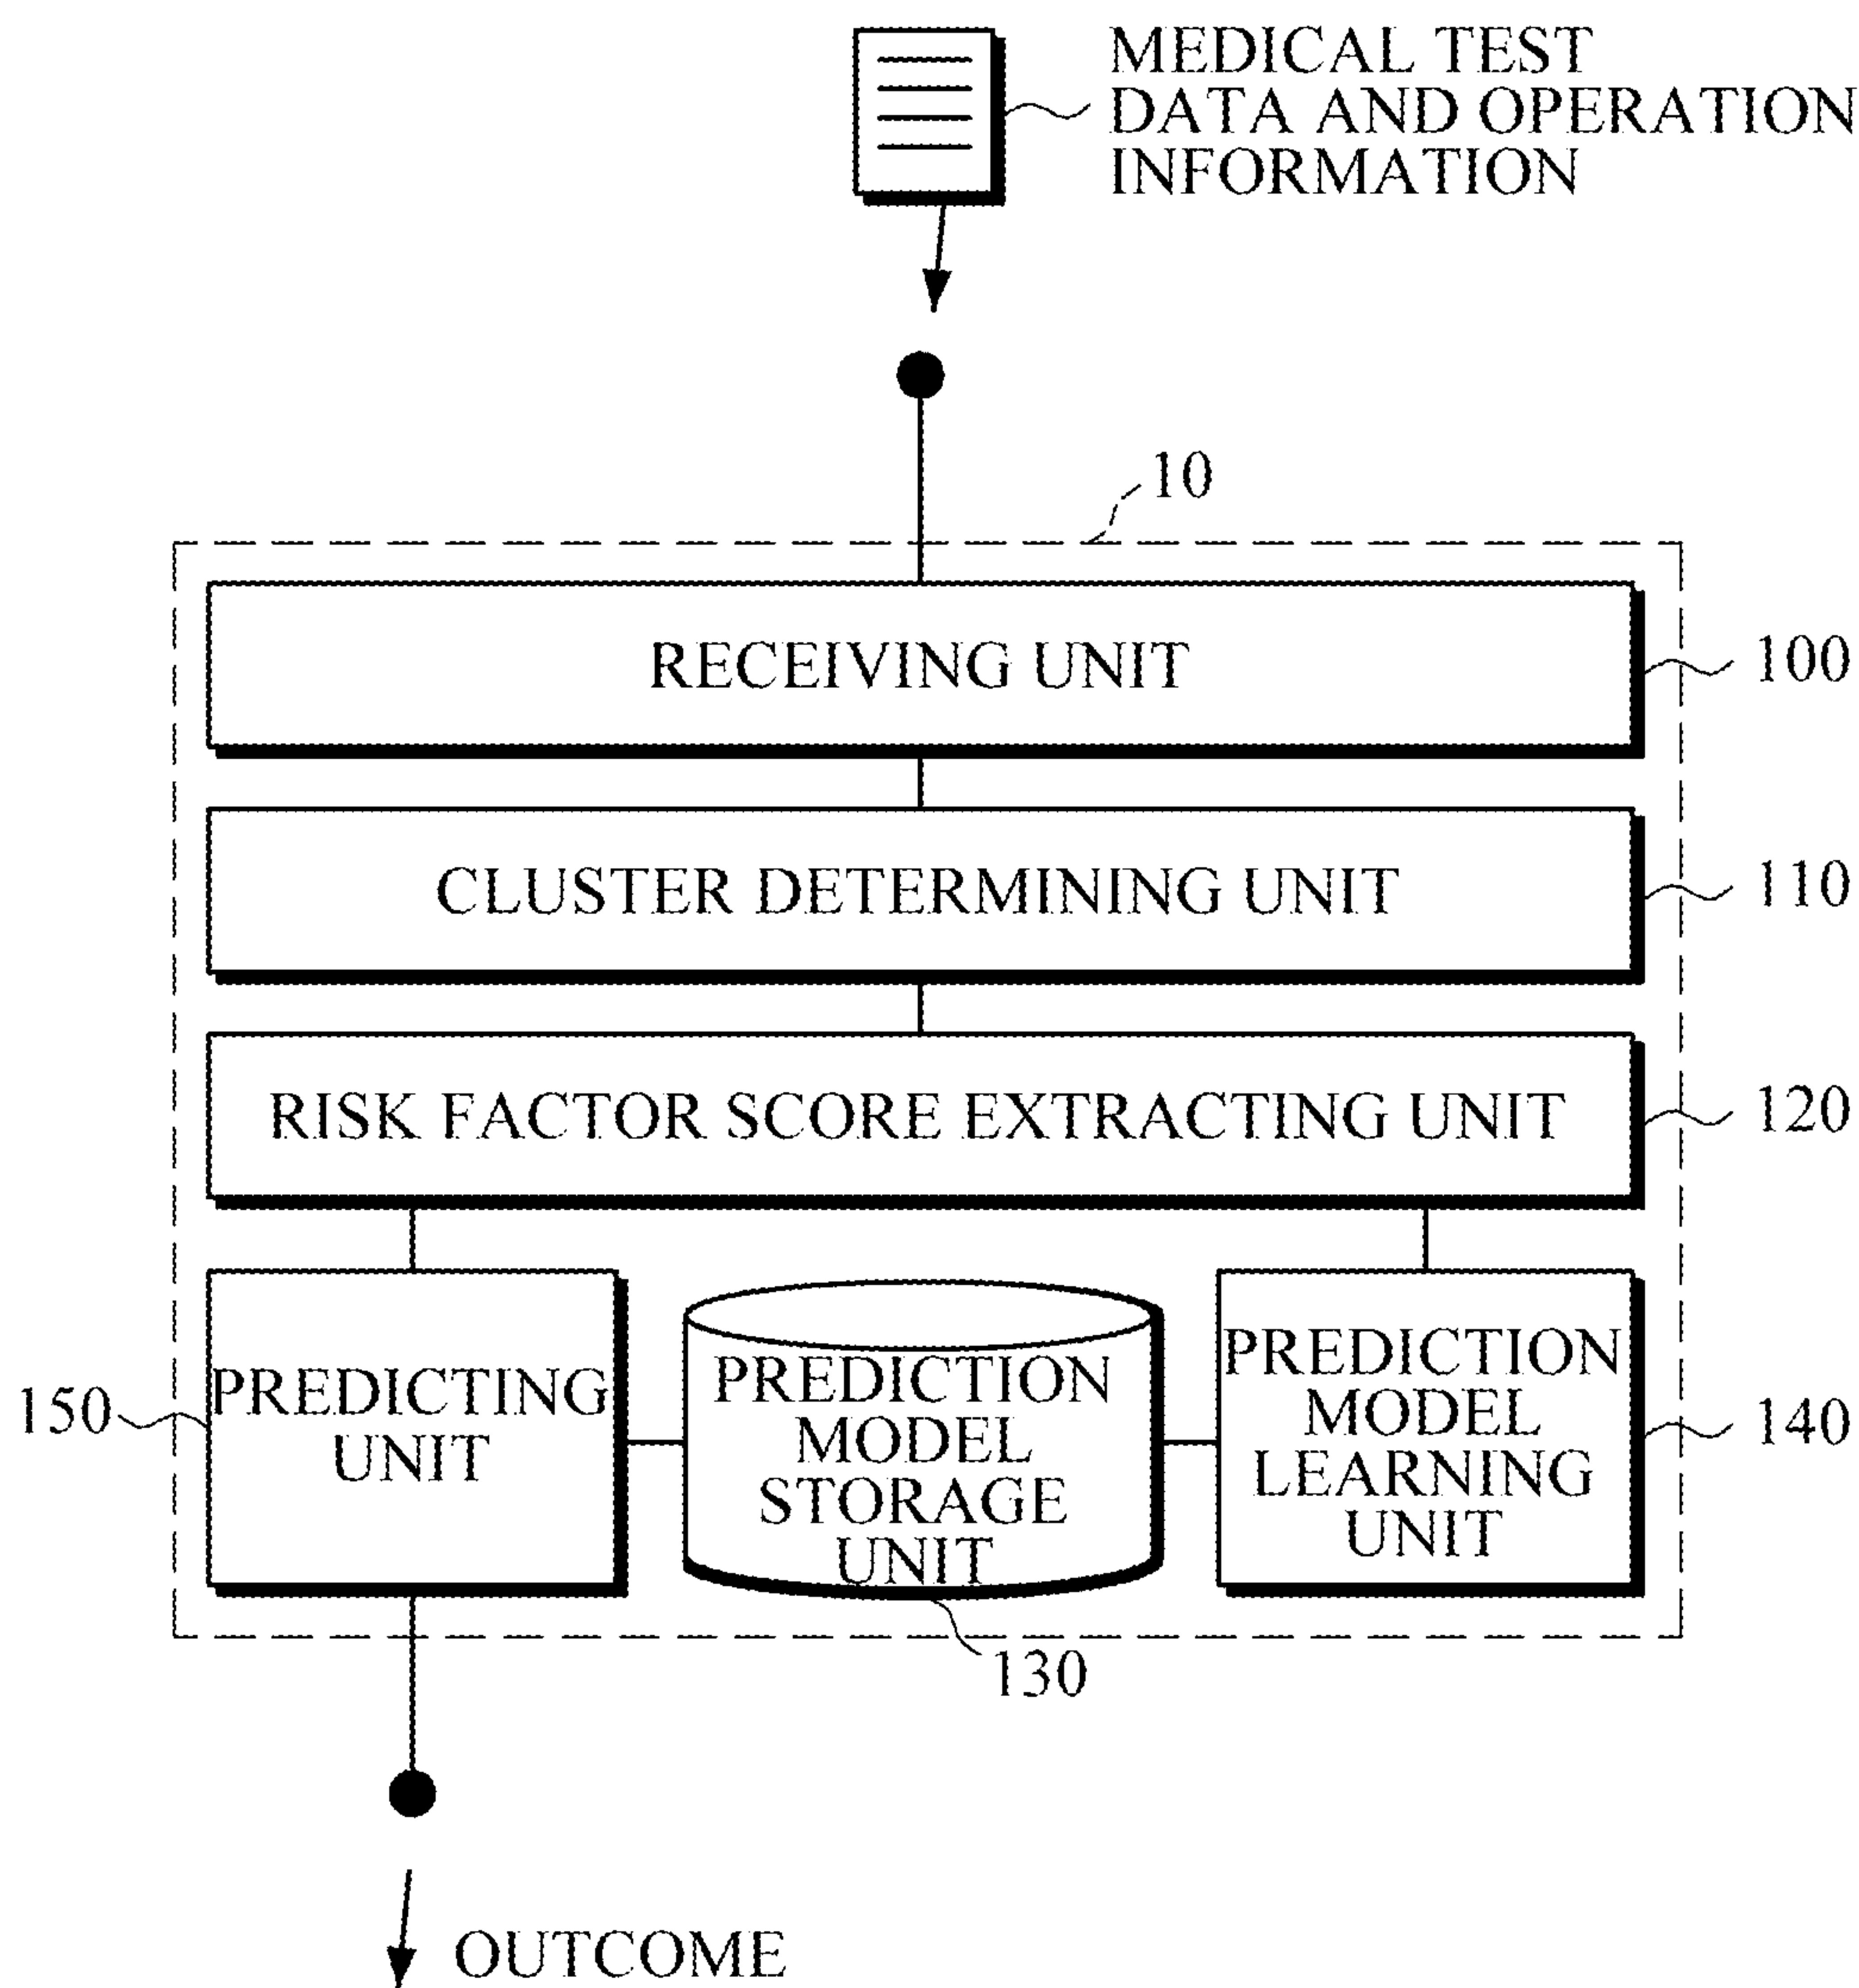 MEDICAL TEST
DATA AND OPERATION
INFORMATION
10
RECEIVING UNIT
100
CLUSTER DETERMINING UNIT
110
RISK FACTOR SCORE EXTRACTING UNIT
120
150
PREDICTING
UNIT
PREDICTION
MODEL
STORAGE
UNIT
130
PREDICTION
MODEL
LEARNING
UNIT
140
OUTCOME